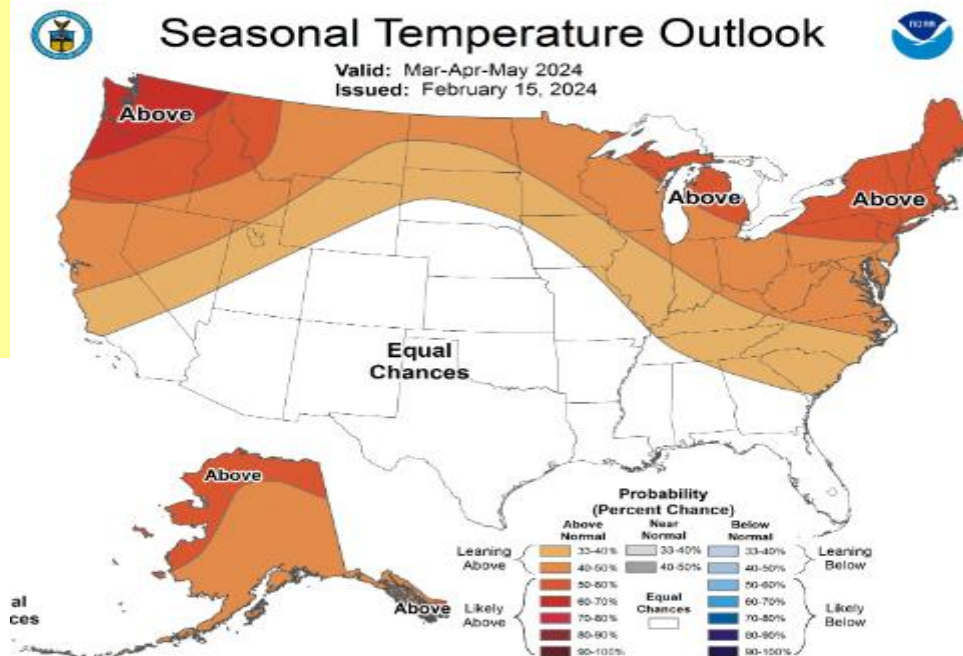 Seasonal Temperature Outlook
Valid: Mar-Apr-May 2024
Issued: February 15, 2024
Above
Above
Above
Equal
Chances
Above
Above
al
ces
Probability
(Percent Chance)
Above
Normal
Near
Normal
Below
Normal
Leaning
Above
33-40%
33-40%
33-40%
Leaning
Below
40-50%
40-50%
40-50%
Likely
Above
50-60%
50-60%
Likely
Below
60-70%
Equal
Chances
60-70%
70-80%
70-80%
80-90%
80-90%
90-100%
90-100%